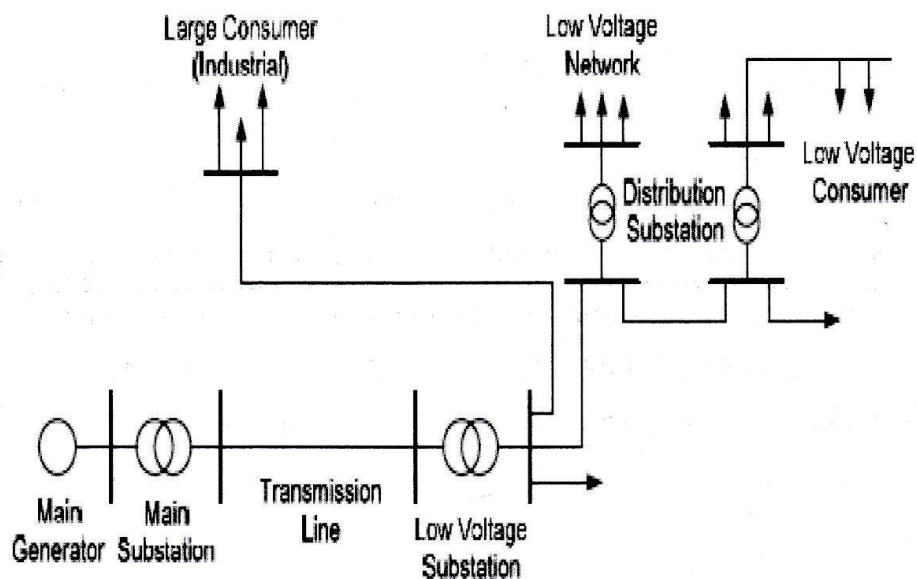 Large Consumer
(Industrial)
Low Voltage
Network
Low Voltage
Consumer
Distribution
Substation
Main
Generator
Main
Substation
Transmission
Line
Low Voltage
Substation